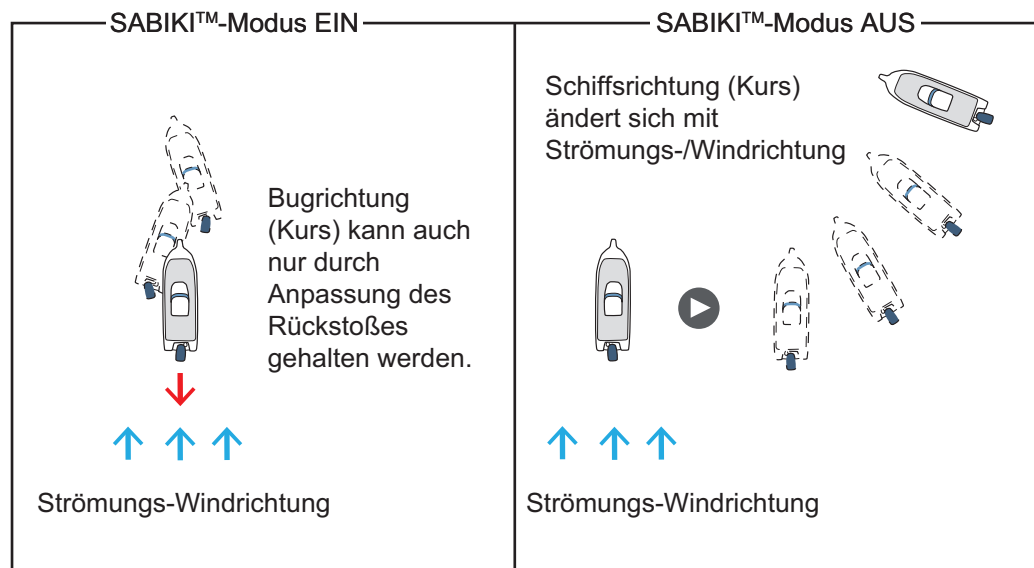 SABIKI™-Modus EIN
Bugrichtung
(Kurs) kann auch
nur durch
Anpassung des
Rückstoßes
gehalten werden.
Strömungs-Windrichtung
SABIKI™-Modus AUS
Schiffsrichtung (Kurs)
ändert sich mit
Strömungs-/Windrichtung
Strömungs-Windrichtung